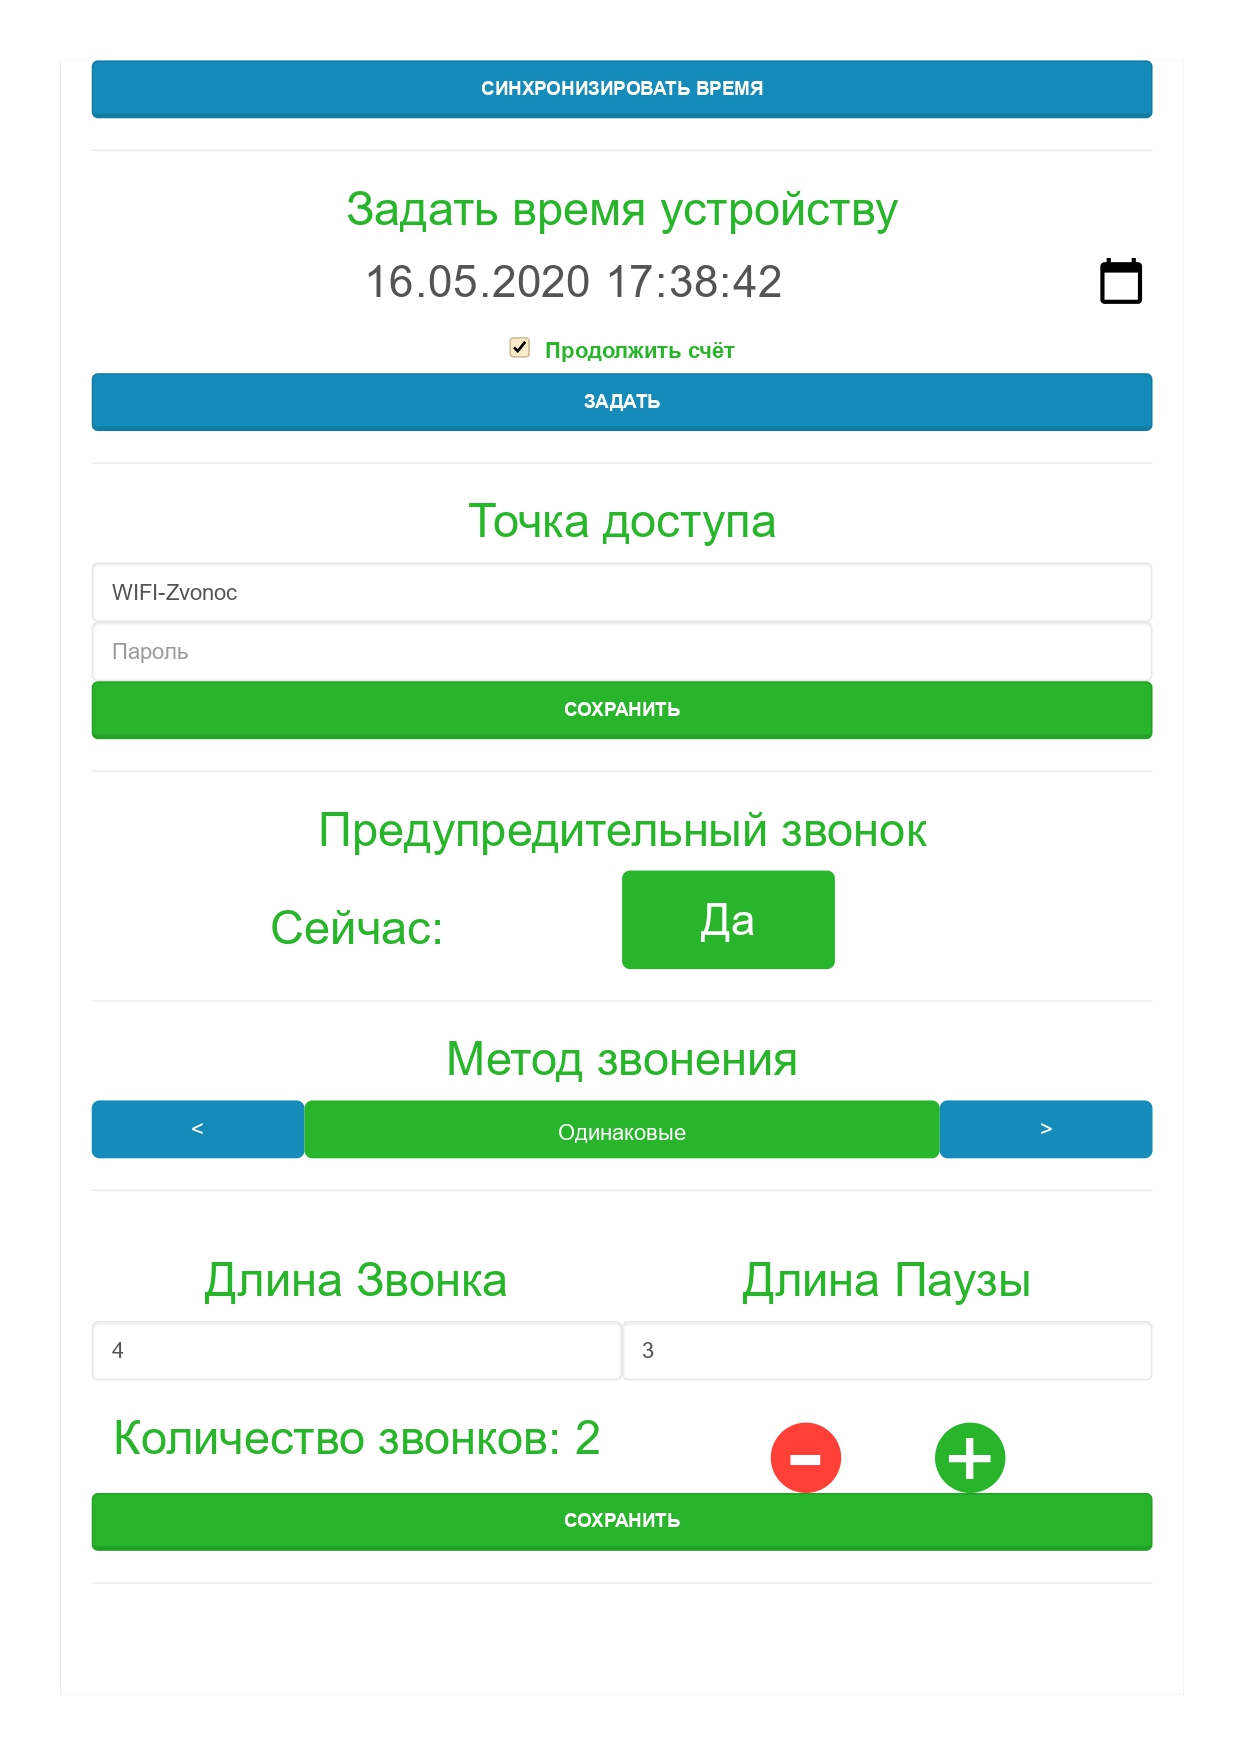 СИНХРОНИЗИРОВАТЬ ВРЕМЯ
Задать время устройству
16.05.2020 17:38:42
Продолжить счёт
ЗАДАТЬ
Точка доступа
WIFI-Zvonoc
Пароль
СОХРАНИТЬ
Предупредительный звонок
Сейчас: Да
Метод звонения
< Одинаковые >
Длина Звонка Длина Паузы
4 3
Количество звонков: 2 - +
СОХРАНИТЬ